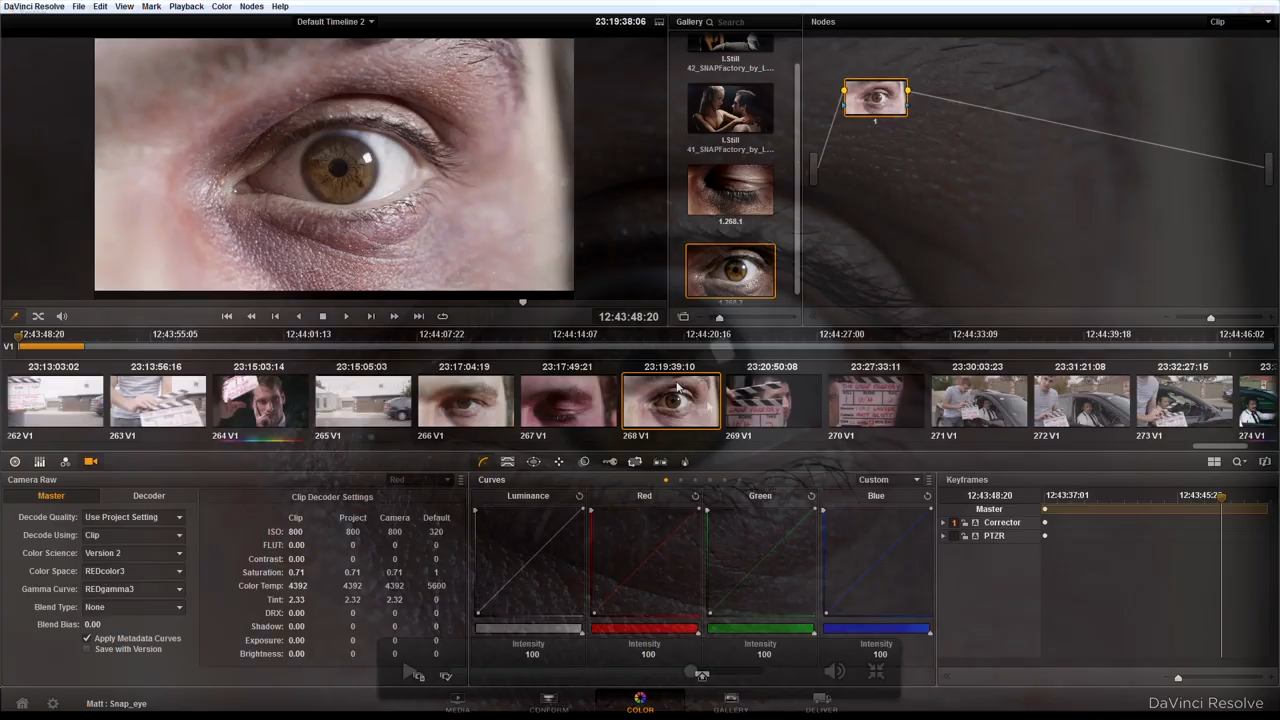 DaVinci Resolve File Edit View Mark Playback Color Nodes Help
Default Timeline 2 23:19:38:06 Gallery Search Nodes Clip
I.Still
42_SNAPFactory_by_L...
I.Still
41_SNAPFactory_by_L...
1.268.1
1
12:43:48:20
12:43:48:20 12:43:55:05 12:44:01:13 12:44:07:22 12:44:14:07 12:44:20:16 12:44:27:00 12:44:33:09 12:44:39:18 12:44:46:02
V1
23:13:03:02 23:13:56:16 23:15:03:14 23:15:05:03 23:17:04:19 23:17:49:21 23:19:39:10 23:20:50:08 23:30:03:23 23:31:21:08 23:32:27:15 23:3
262 V1 263 V1 264 V1 265 V1 266 V1 267 V1 268 V1 269 V1 270 V1 271 V1 272 V1 273 V1 274 V1
Camera Raw Red Curves Custom Keyframes
Master Decoder Clip Decoder Settings Luminance Red Green Blue 12:43:48:20 12:43:37:01 12:43:45:2
Decode Quality: Use Project Setting
Decode Using: Clip
Color Science: Version 2
Color Space: REDcolor3
Gamma Curve: REDgamma3
Blend Type: None
Blend Bias: 0.00
Apply Metadata Curves
Save with Version
Clip Project Camera Default
ISO: 800 800 800 320
FLUT: 0.00 0 0 0
Contrast: 0.00 0 0 0
Saturation: 0.71 0.71 0.71 1
Color Temp: 4392 4392 4392 5600
Tint: 2.33 2.32 2.32 0
DRX: 0.00 0 0 0
Shadow: 0.00 0 0 0
Exposure: 0.00 0 0 0
Brightness: 0.00 0 0 0
Intensity Intensity Intensity Intensity
100 100 100 100
Master
1 Corrector
PTZR
Matt : Snap_eye MEDIA CONFORM COLOR GALLERY DELIVER DaVinci Resolve